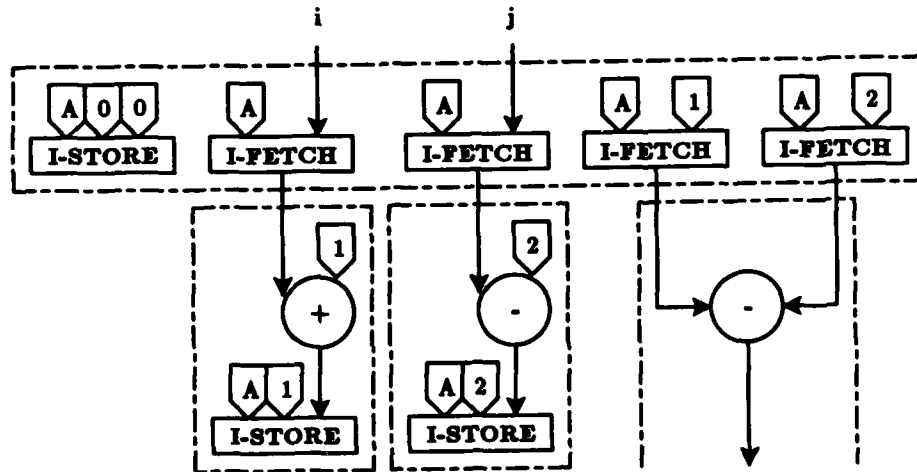 i j
A 0 0 A A A 1 A 2
I-STORE I-FETCH I-FETCH I-FETCH I-FETCH
1 2
+ - -
A 1 A 2
I-STORE I-STORE